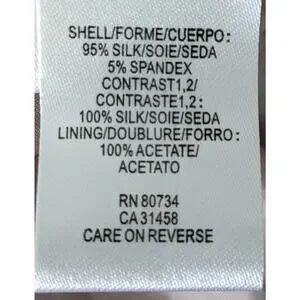 SHELL/FORME/CUERPO:
95% SILK/SOIE/SEDA
5% SPANDEX
CONTRAST1,2/
CONTRASTE1,2:
100% SILK/SOIE/SEDA
LINING/DOUBLURE/FORRO:
100% ACETATE/
ACETATO
RN 80734
CA 31458
CARE ON REVERSE